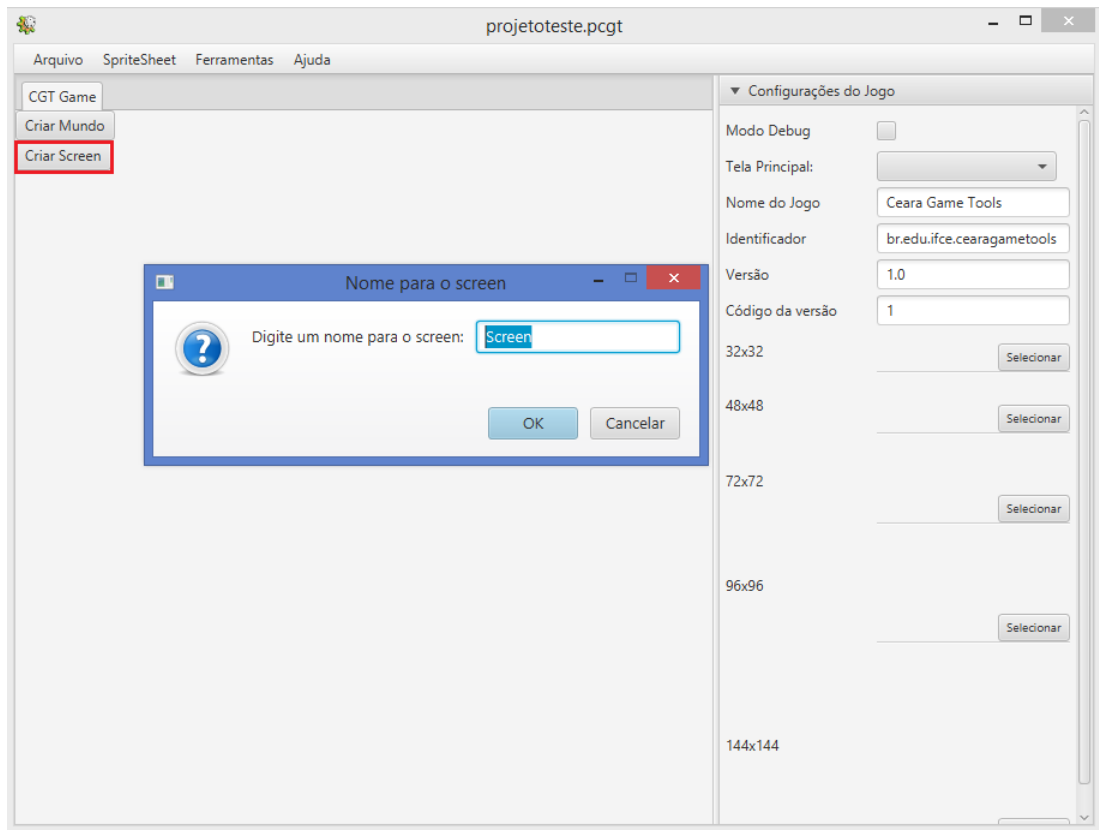 projetoteste.pcgt
Arquivo SpriteSheet Ferramentas Ajuda
CGT Game
Criar Mundo
Criar Screen
Nome para o screen
Digite um nome para o screen: Screen
OK Cancelar
Configurações do Jogo
Modo Debug
Tela Principal:
Nome do Jogo Ceara Game Tools
Identificador br.edu.ifce.cearagametools
Versão 1.0
Código da versão 1
32x32 Selecionar
48x48 Selecionar
72x72 Selecionar
96x96 Selecionar
144x144